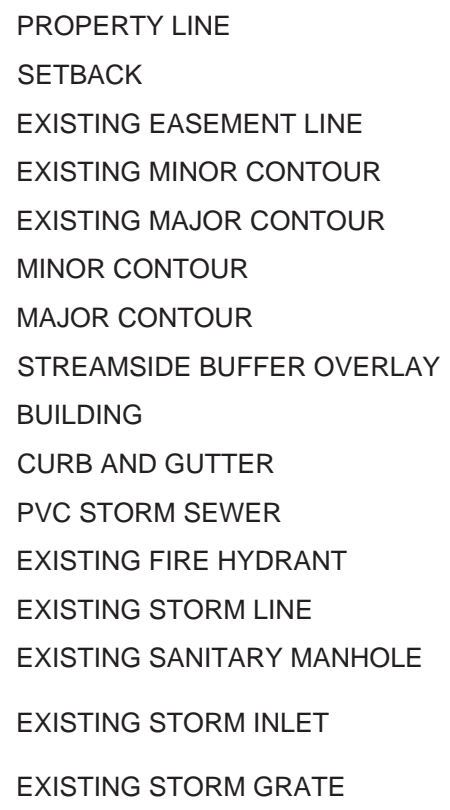 PROPERTY LINE
SETBACK
EXISTING EASEMENT LINE
EXISTING MINOR CONTOUR
EXISTING MAJOR CONTOUR
MINOR CONTOUR
MAJOR CONTOUR
STREAMSIDE BUFFER OVERLAY
BUILDING
CURB AND GUTTER
PVC STORM SEWER
EXISTING FIRE HYDRANT
EXISTING STORM LINE
EXISTING SANITARY MANHOLE
EXISTING STORM INLET
EXISTING STORM GRATE